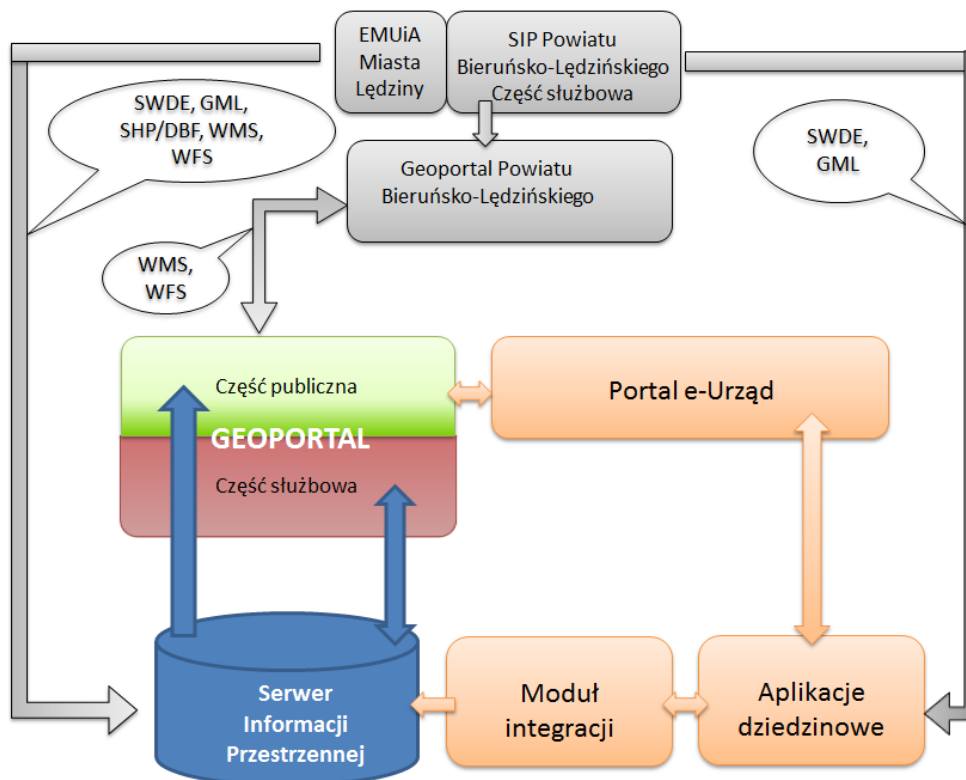 EMUiA
Miasta
Lędziny
SIP Powiatu
Bieruńsko-Lędzińskiego
Część służbowa
SWDE, GML,
SHP/DBF, WMS,
WFS
SWDE,
GML
Geoportal Powiatu
Bieruńsko-Lędzińskiego
WMS,
WFS
Część publiczna
GEOPORTAL
Część służbowa
Portal e-Urząd
Serwer
Informacji
Przestrzennej
Moduł
integracji
Aplikacje
dziedzinowe